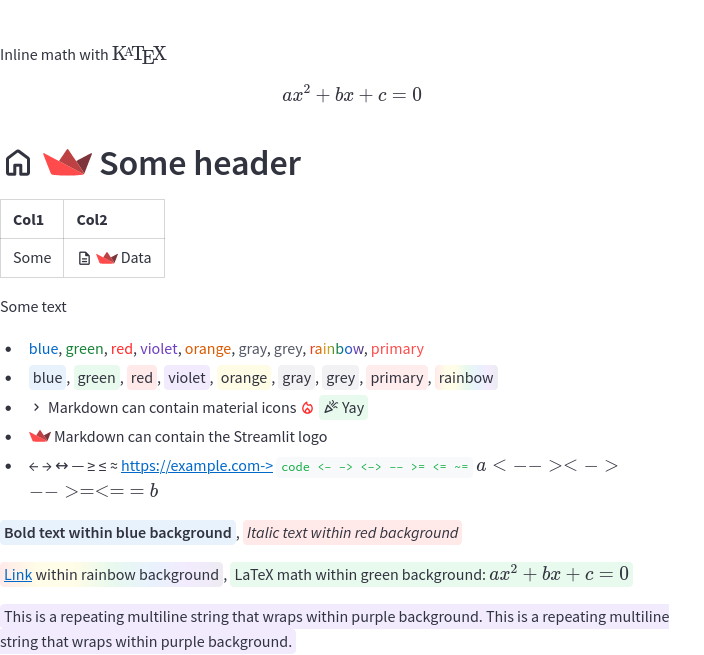 Inline math with KATEX
ax² + bx + c = 0
Some header
Col1 Col2
Some Data
Some text
blue, green, red, violet, orange, gray, grey, rainbow, primary
blue , green , red , violet , orange , gray , grey , primary , rainbow
Markdown can contain material icons Yay
Markdown can contain the Streamlit logo
← → ↔ — ≥ ≤ ≈ https://example.com-> code <- -> <-> -- >= <= ~= a < − − >< − >
− − >=<= = b
Bold text within blue background , Italic text within red background
Link within rainbow background , LaTeX math within green background: ax² + bx + c = 0
This is a repeating multiline string that wraps within purple background. This is a repeating multiline
string that wraps within purple background.